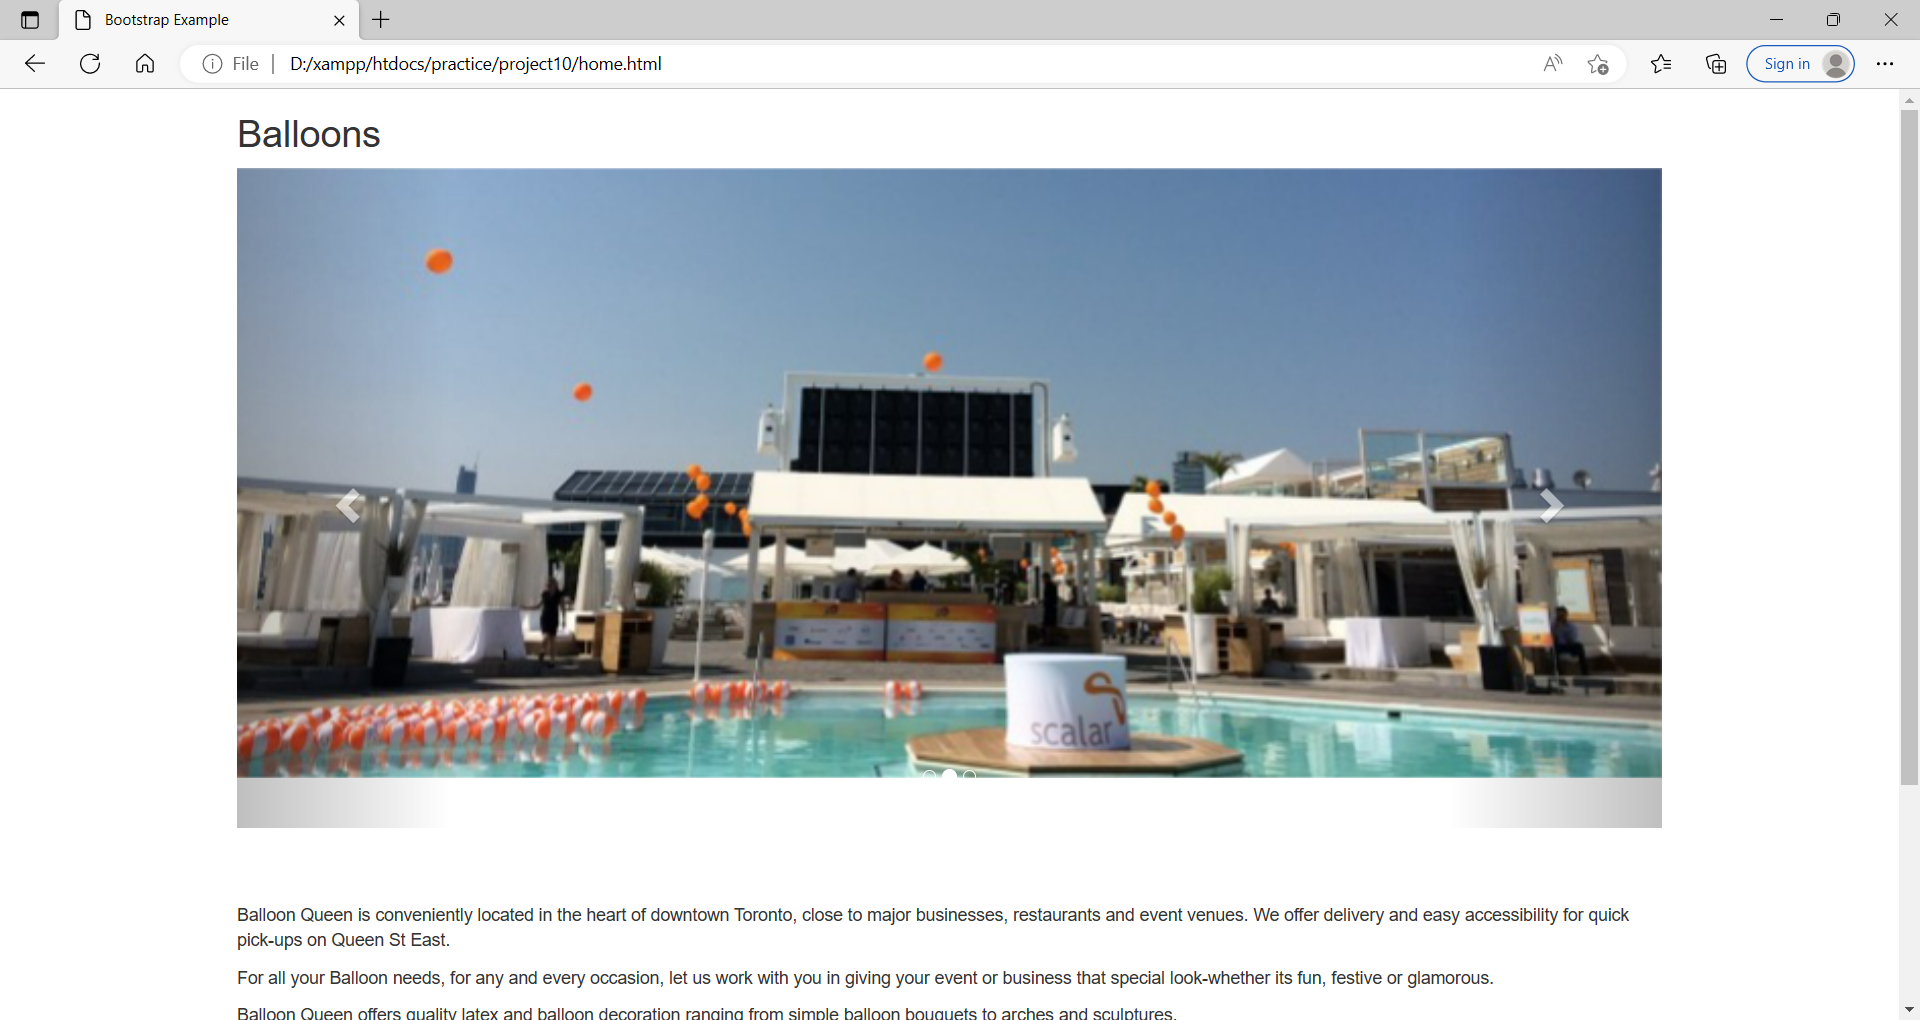 Bootstrap Example
File
D:/xampp/htdocs/practice/project10/home.html
Sign in
Balloons
scalar
Balloon Queen is conveniently located in the heart of downtown Toronto, close to major businesses, restaurants and event venues. We offer delivery and easy accessibility for quick
pick-ups on Queen St East.
For all your Balloon needs, for any and every occasion, let us work with you in giving your event or business that special look-whether its fun, festive or glamorous.
Balloon Queen offers quality latex and balloon decoration ranging from simple balloon bouquets to arches and sculptures.